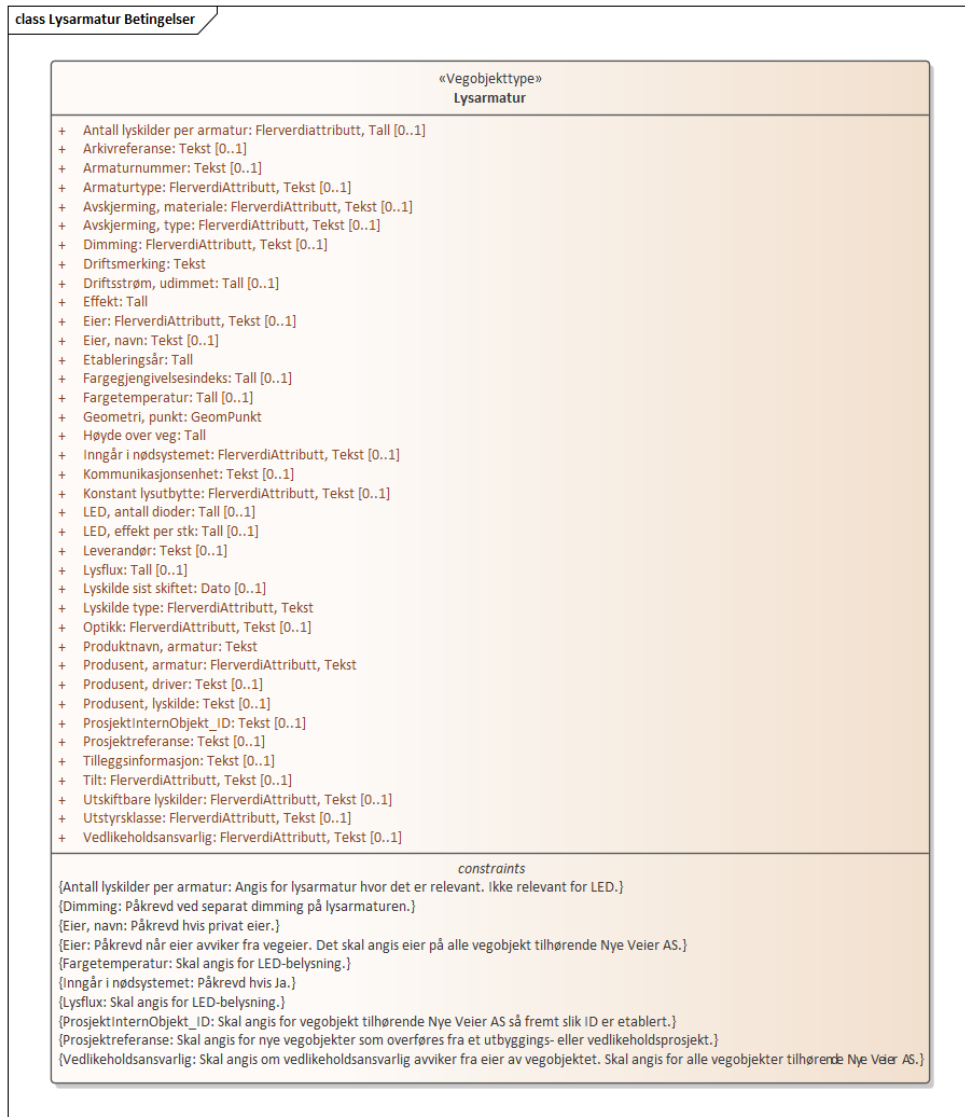 class Lysarmatur Betingelser
«Vegobjekttype»
Lysarmatur
+ Antall lyskilder per armatur: Flerverdiattributt, Tall [0..1]
+ Arkivreferanse: Tekst [0..1]
+ Armaturnummer: Tekst [0..1]
+ Armaturtype: FlerverdiAttributt, Tekst [0..1]
+ Avskjerming, materiale: FlerverdiAttributt, Tekst [0..1]
+ Avskjerming, type: FlerverdiAttributt, Tekst [0..1]
+ Dimming: FlerverdiAttributt, Tekst [0..1]
+ Driftsmerking: Tekst
+ Driftsstrøm, udimmet: Tall [0..1]
+ Effekt: Tall
+ Eier: FlerverdiAttributt, Tekst [0..1]
+ Eier, navn: Tekst [0..1]
+ Etableringsår: Tall
+ Fargegjengivelsesindeks: Tall [0..1]
+ Fargetemperatur: Tall [0..1]
+ Geometri, punkt: GeomPunkt
+ Høyde over veg: Tall
+ Inngår i nødsystemet: FlerverdiAttributt, Tekst [0..1]
+ Kommunikasjonsenhet: Tekst [0..1]
+ Konstant lysutbytte: FlerverdiAttributt, Tekst [0..1]
+ LED, antall dioder: Tall [0..1]
+ LED, effekt per stk: Tall [0..1]
+ Leverandør: Tekst [0..1]
+ Lysflux: Tall [0..1]
+ Lyskilde sist skiftet: Dato [0..1]
+ Lyskilde type: FlerverdiAttributt, Tekst
+ Optikk: FlerverdiAttributt, Tekst [0..1]
+ Produktnavn, armatur: Tekst
+ Produsent, armatur: FlerverdiAttributt, Tekst
+ Produsent, driver: Tekst [0..1]
+ Produsent, lyskilde: Tekst [0..1]
+ ProsjektInternObjekt_ID: Tekst [0..1]
+ Prosjektreferanse: Tekst [0..1]
+ Tilleggsinformasjon: Tekst [0..1]
+ Tilt: FlerverdiAttributt, Tekst [0..1]
+ Utskiftbare lyskilder: FlerverdiAttributt, Tekst [0..1]
+ Utstyrsklasse: FlerverdiAttributt, Tekst [0..1]
+ Vedlikeholdsansvarlig: FlerverdiAttributt, Tekst [0..1]
constraints
{Antall lyskilder per armatur: Angis for lysarmatur hvor det er relevant. Ikke relevant for LED.}
{Dimming: Påkrevd ved separat dimming på lysarmaturen.}
{Eier, navn: Påkrevd hvis privat eier.}
{Eier: Påkrevd når eier avviker fra vegeier. Det skal angis eier på alle vegobjekt tilhørende Nye Veier AS.}
{Fargetemperatur: Skal angis for LED-belysning.}
{Inngår i nødsystemet: Påkrevd hvis Ja.}
{Lysflux: Skal angis for LED-belysning.}
{ProsjektInternObjekt_ID: Skal angis for vegobjekt tilhørende Nye Veier AS så fremt slik ID er etablert.}
{Prosjektreferanse: Skal angis for nye vegobjekter som overføres fra et utbyggings- eller vedlikeholdsprosjekt.}
{Vedlikeholdsansvarlig: Skal angis om vedlikeholdsansvarlig avviker fra eier av vegobjektet. Skal angis for alle vegobjekter tilhørende Nye Veier AS.}